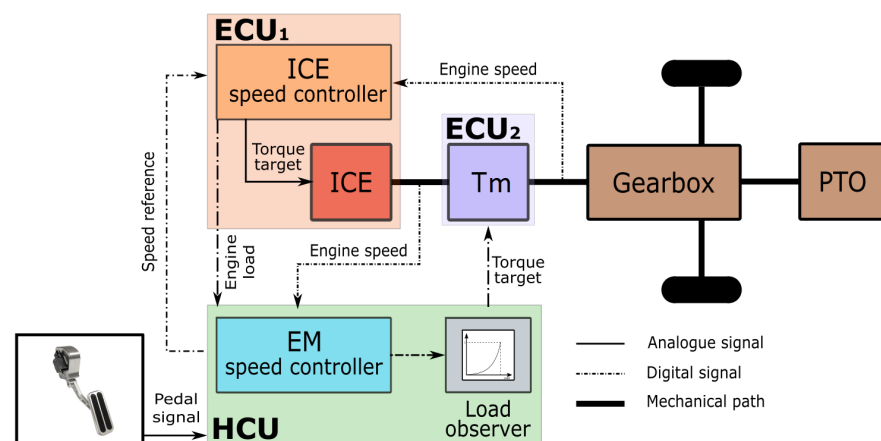 ECU₁
ICE
speed controller
Engine speed
ECU₂
Torque
target
ICE
Tm
Gearbox
PTO
Speed reference
Engine
load
Engine speed
Torque
target
EM
speed controller
Load
observer
HCU
Pedal
signal
Analogue signal
Digital signal
Mechanical path